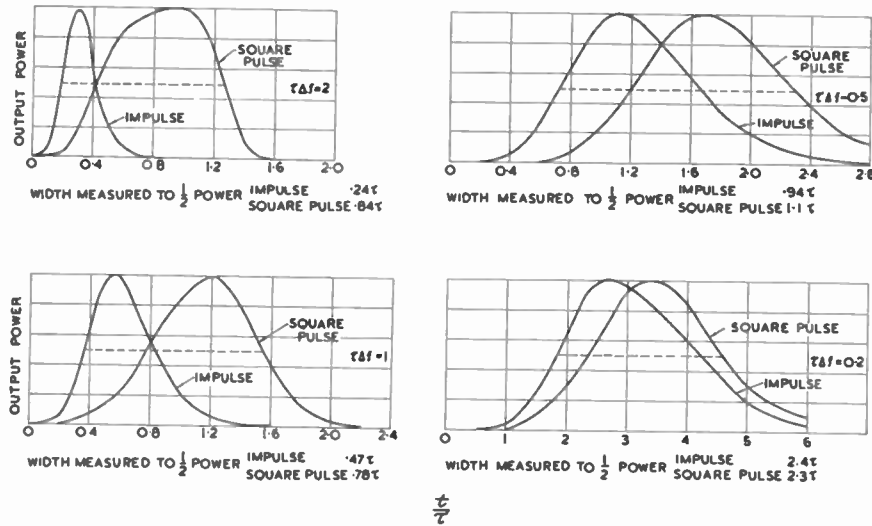 OUTPUT POWER
SQUARE PULSE
τΔf=2
IMPULSE
0 0.4 0.8 1.2 1.6 2.0
WIDTH MEASURED TO 1/2 POWER IMPULSE .24τ
SQUARE PULSE .84τ
SQUARE PULSE
τΔf=0.5
IMPULSE
0 0.4 0.8 1.2 1.6 2.0 2.4 2.8
WIDTH MEASURED TO 1/2 POWER IMPULSE .94τ
SQUARE PULSE 1.1τ
OUTPUT POWER
SQUARE PULSE
τΔf=1
IMPULSE
0 0.4 0.8 1.2 1.6 2.0 2.4
WIDTH MEASURED TO 1/2 POWER IMPULSE .47τ
SQUARE PULSE .78τ
SQUARE PULSE
τΔf=0.2
IMPULSE
0 1 2 3 4 5 6
WIDTH MEASURED TO 1/2 POWER IMPULSE 2.4τ
SQUARE PULSE 2.3τ
t/τ